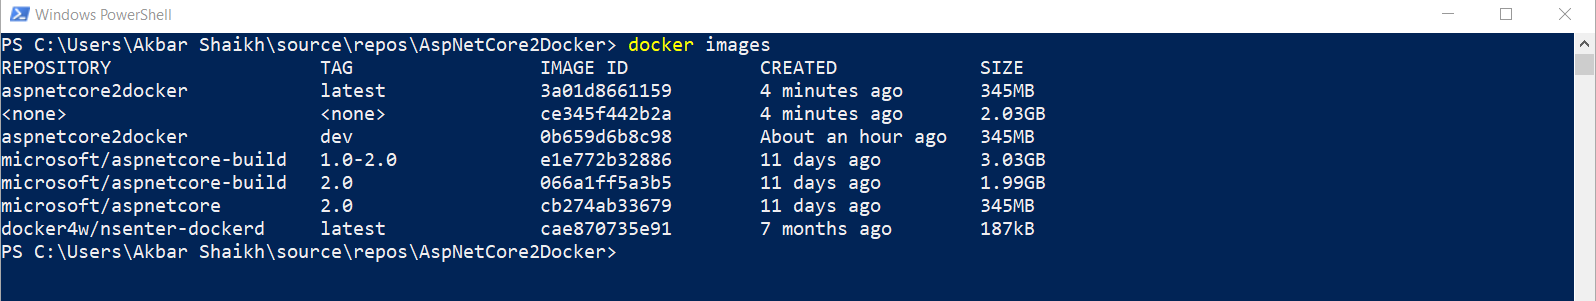 Windows PowerShell
PS C:\Users\Akbar Shaikh\source\repos\AspNetCore2Docker> docker images
REPOSITORY TAG IMAGE ID CREATED SIZE
aspnetcore2docker latest 3a01d8661159 4 minutes ago 345MB
<none> <none> ce345f442b2a 4 minutes ago 2.03GB
aspnetcore2docker dev 0b659d6b8c98 About an hour ago 345MB
microsoft/aspnetcore-build 1.0-2.0 e1e772b32886 11 days ago 3.03GB
microsoft/aspnetcore-build 2.0 066a1ff5a3b5 11 days ago 1.99GB
microsoft/aspnetcore 2.0 cb274ab33679 11 days ago 345MB
docker4w/nsenter-dockerd latest cae870735e91 7 months ago 187kB
PS C:\Users\Akbar Shaikh\source\repos\AspNetCore2Docker>